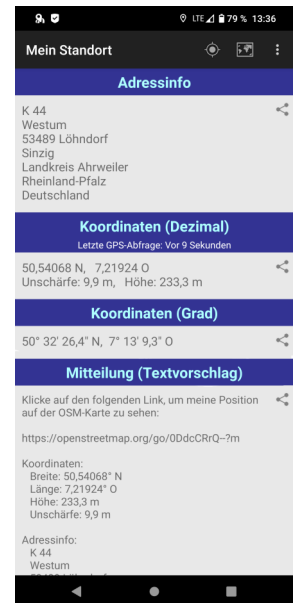 LTE 79 % 13:36
Mein Standort
Adressinfo
K 44
Westum
53489 Löhndorf
Sinzig
Landkreis Ahrweiler
Rheinland-Pfalz
Deutschland
Koordinaten (Dezimal)
Letzte GPS-Abfrage: Vor 9 Sekunden
50,54068 N, 7,21924 O
Unschärfe: 9,9 m, Höhe: 233,3 m
Koordinaten (Grad)
50° 32' 26,4" N, 7° 13' 9,3" O
Mitteilung (Textvorschlag)
Klicke auf den folgenden Link, um meine Position
auf der OSM-Karte zu sehen:
https://openstreetmap.org/go/0DdcCRrQ--?m
Koordinaten:
Breite: 50,54068° N
Länge: 7,21924° O
Höhe: 233,3 m
Unschärfe: 9,9 m
Adressinfo:
K 44
Westum